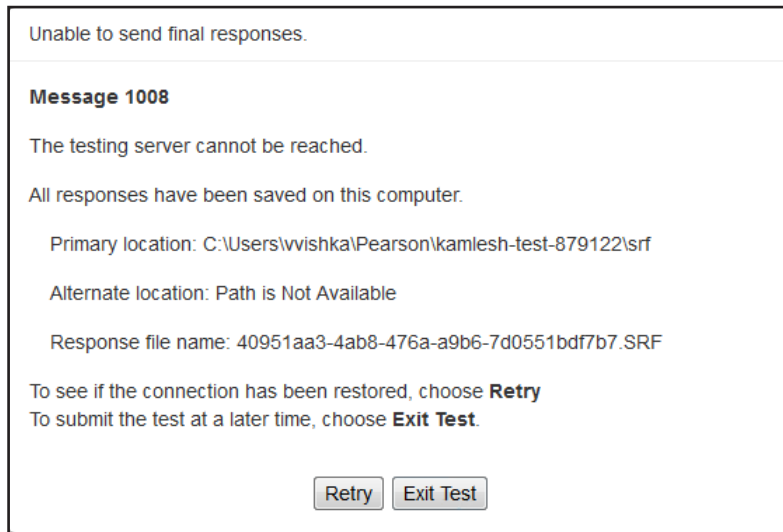 Unable to send final responses.
Message 1008
The testing server cannot be reached.
All responses have been saved on this computer.
Primary location: C:\Users\vvishka\Pearson\kamlesh-test-879122\srf
Alternate location: Path is Not Available
Response file name: 40951aa3-4ab8-476a-a9b6-7d0551bdf7b7.SRF
To see if the connection has been restored, choose Retry
To submit the test at a later time, choose Exit Test.
Retry Exit Test